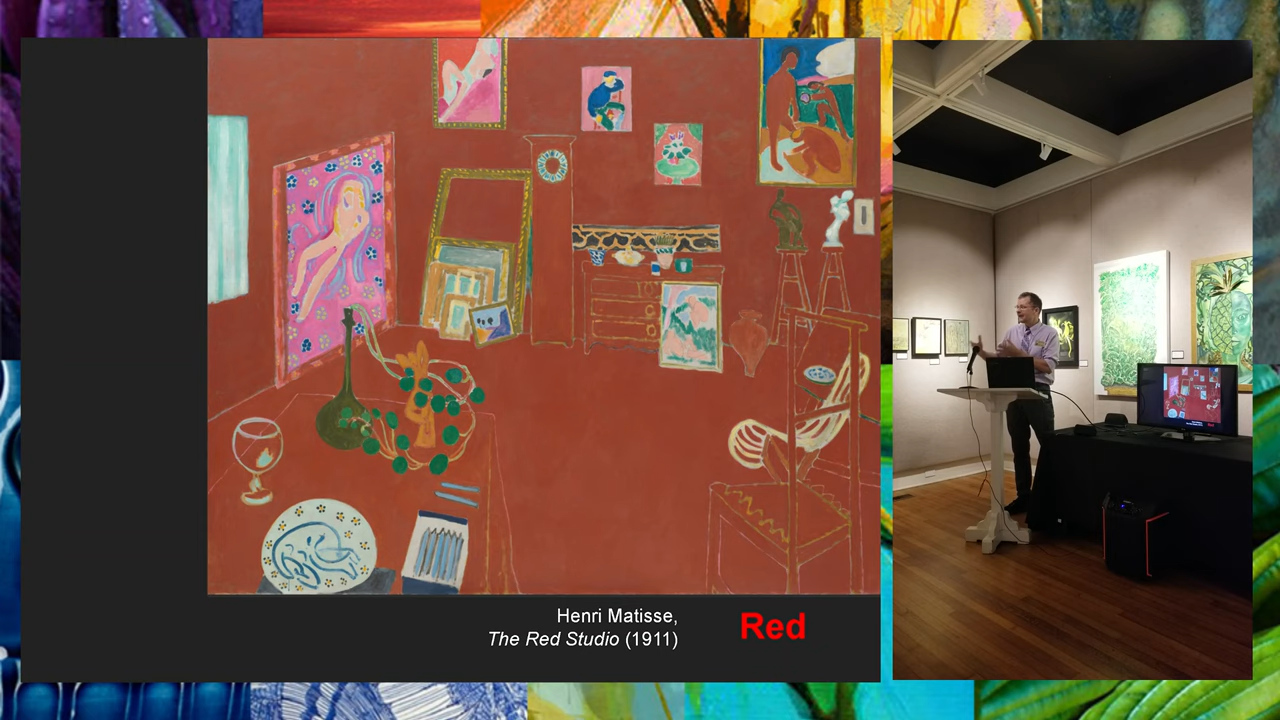 Henri Matisse,
The Red Studio (1911)
Red